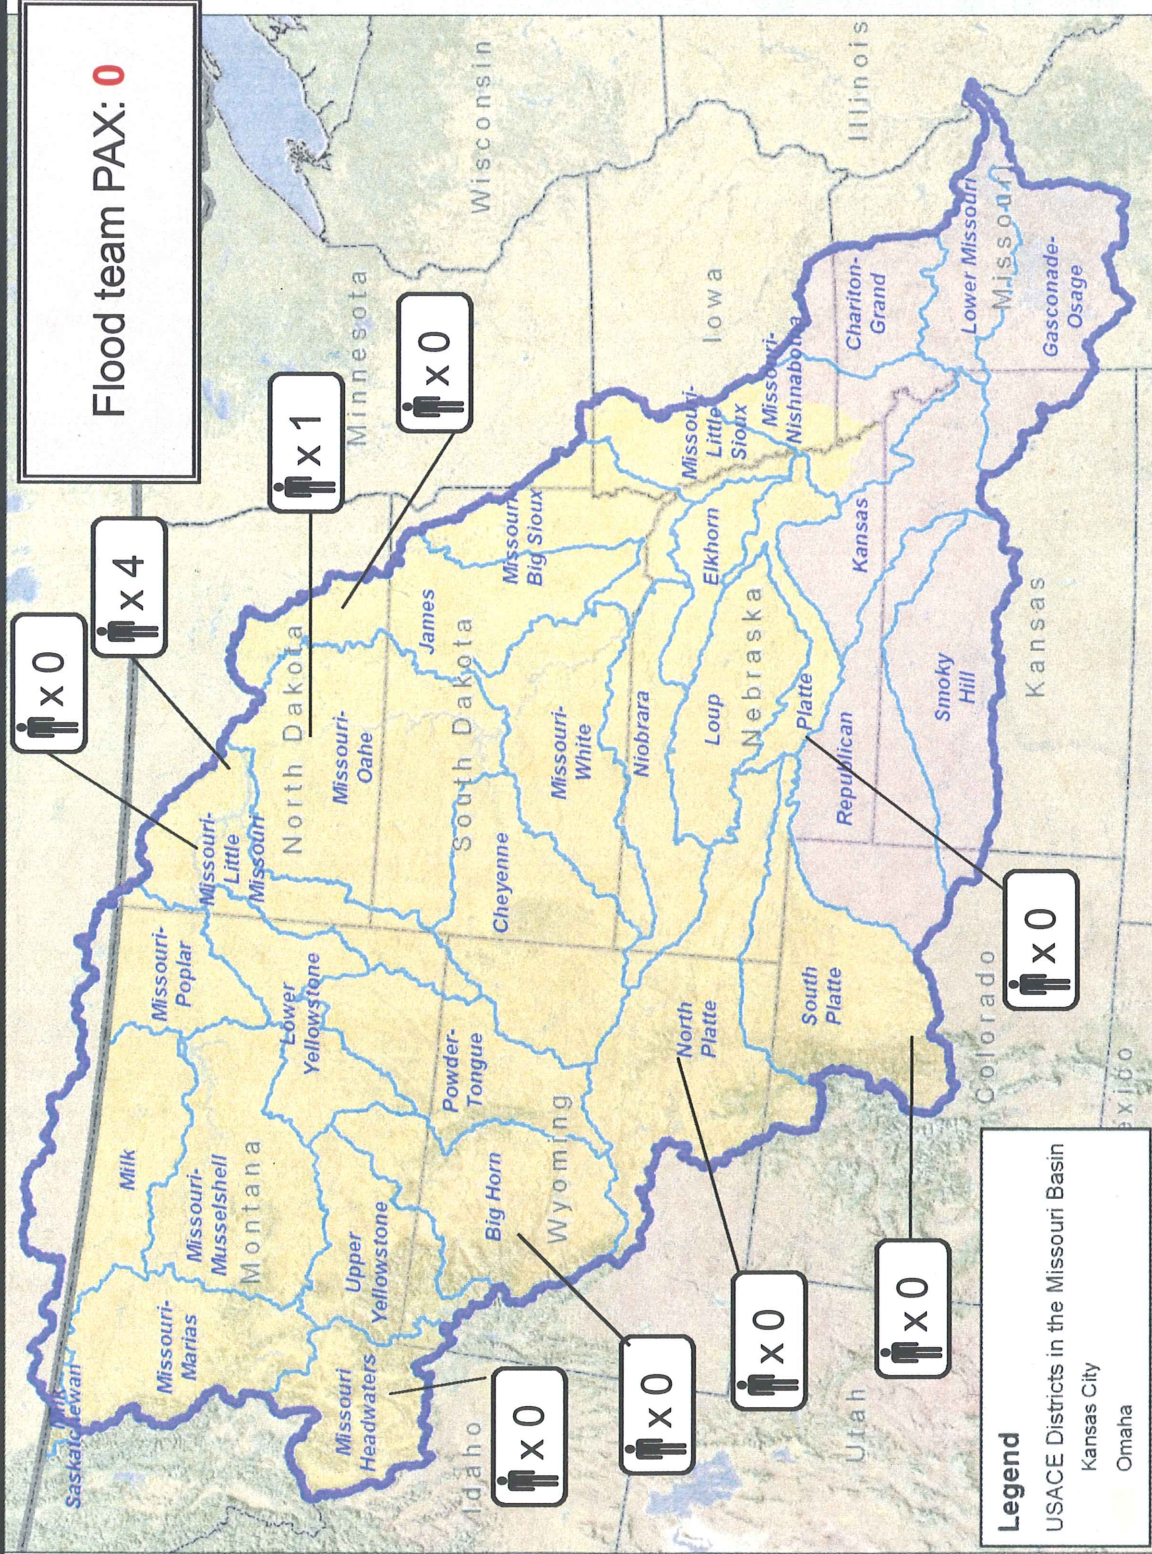 Flood team PAX: 0
x 0
x 4
x 1
x 0
x 0
x 0
x 0
x 0
x 0
Saskatchewan
Milk
Missouri-
Marias
Missouri-
Musselshell
Montana
Missouri-
Poplar
Missouri-
Little
Missouri
North Dakota
Minnesota
Wisconsin
Missouri
Headwaters
Upper
Yellowstone
Lower
Yellowstone
Missouri-
Oahe
James
Idaho
Big Horn
Wyoming
Powder-
Tongue
Cheyenne
South Dakota
Missouri-
Big Sioux
Missouri-
White
Niobrara
North
Platte
Loup
Elkhorn
Missouri-
Little
Sioux
Iowa
Nebraska
Missouri-
Nishnabotna
South
Platte
Platte
Republican
Kansas
Chariton-
Grand
Illinois
Utah
Colorado
Smoky
Hill
Kansas
Lower Missouri
Missouri
Gasconade-
Osage
exico
Legend
USACE Districts in the Missouri Basin
Kansas City
Omaha